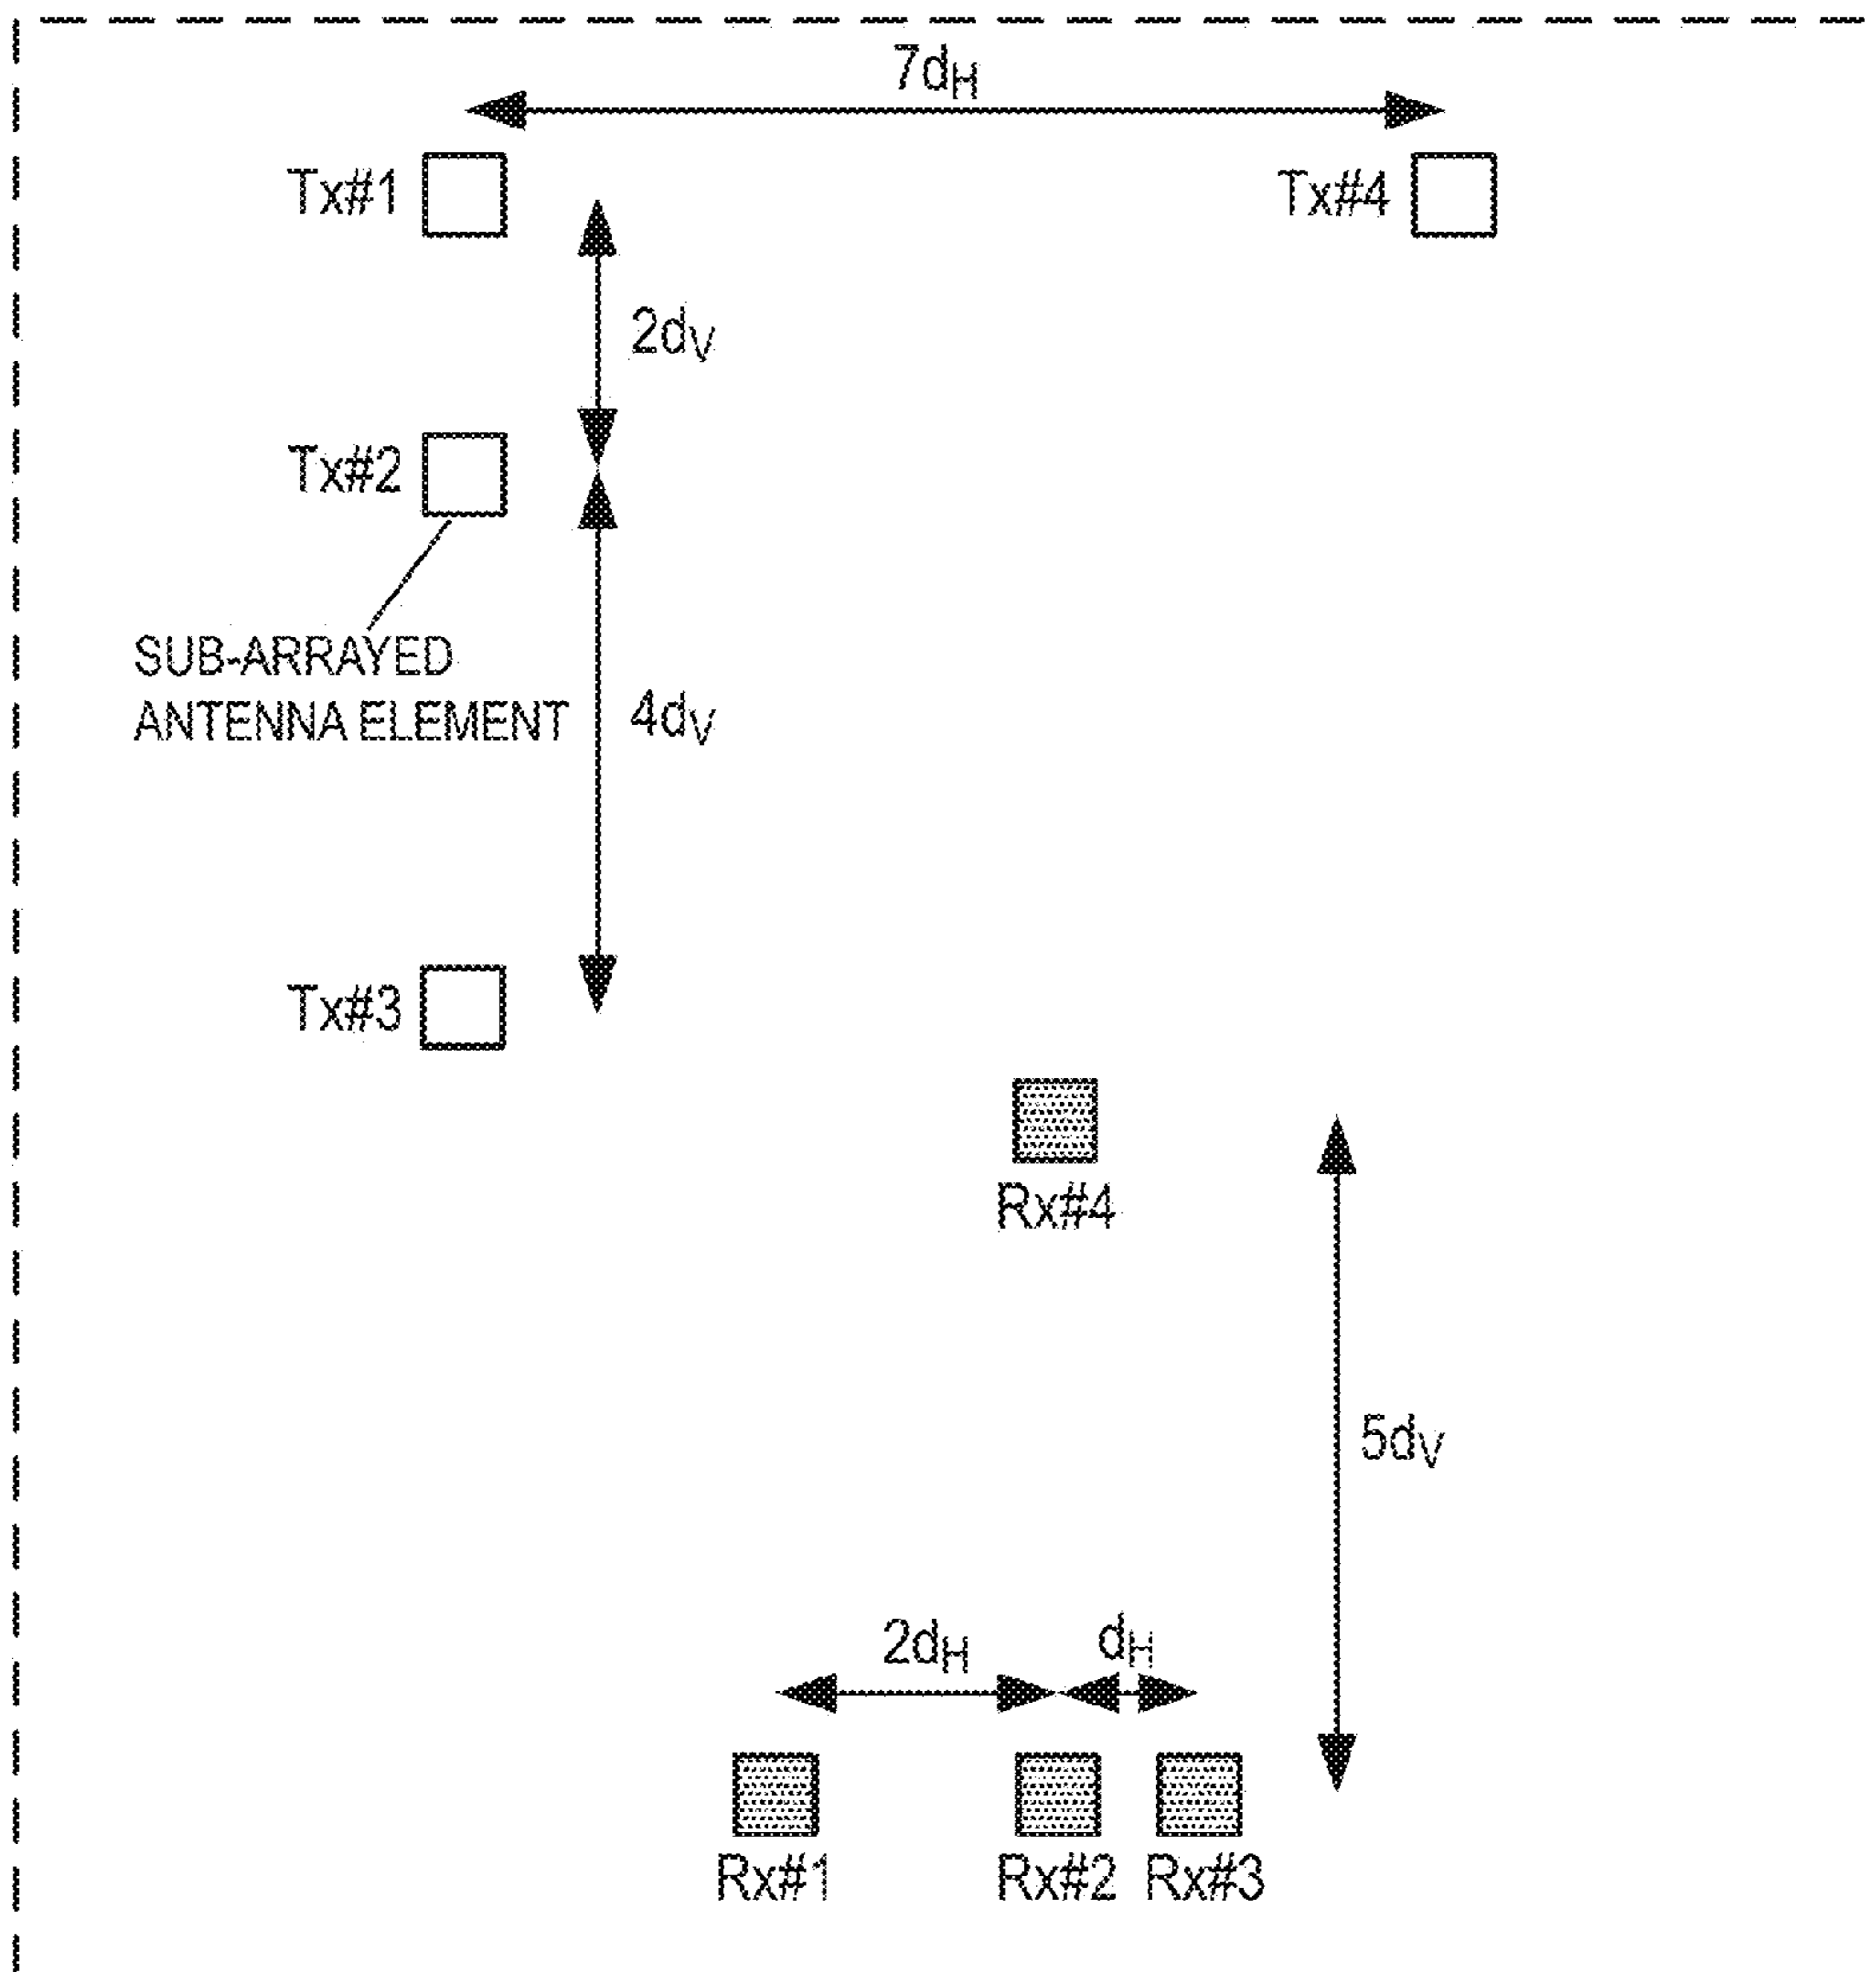 7dH
Tx#1
Tx#4
2dV
Tx#2
SUB-ARRAYED
ANTENNA ELEMENT
4dV
Tx#3
Rx#4
5dV
2dH
dH
Rx#1
Rx#2
Rx#3